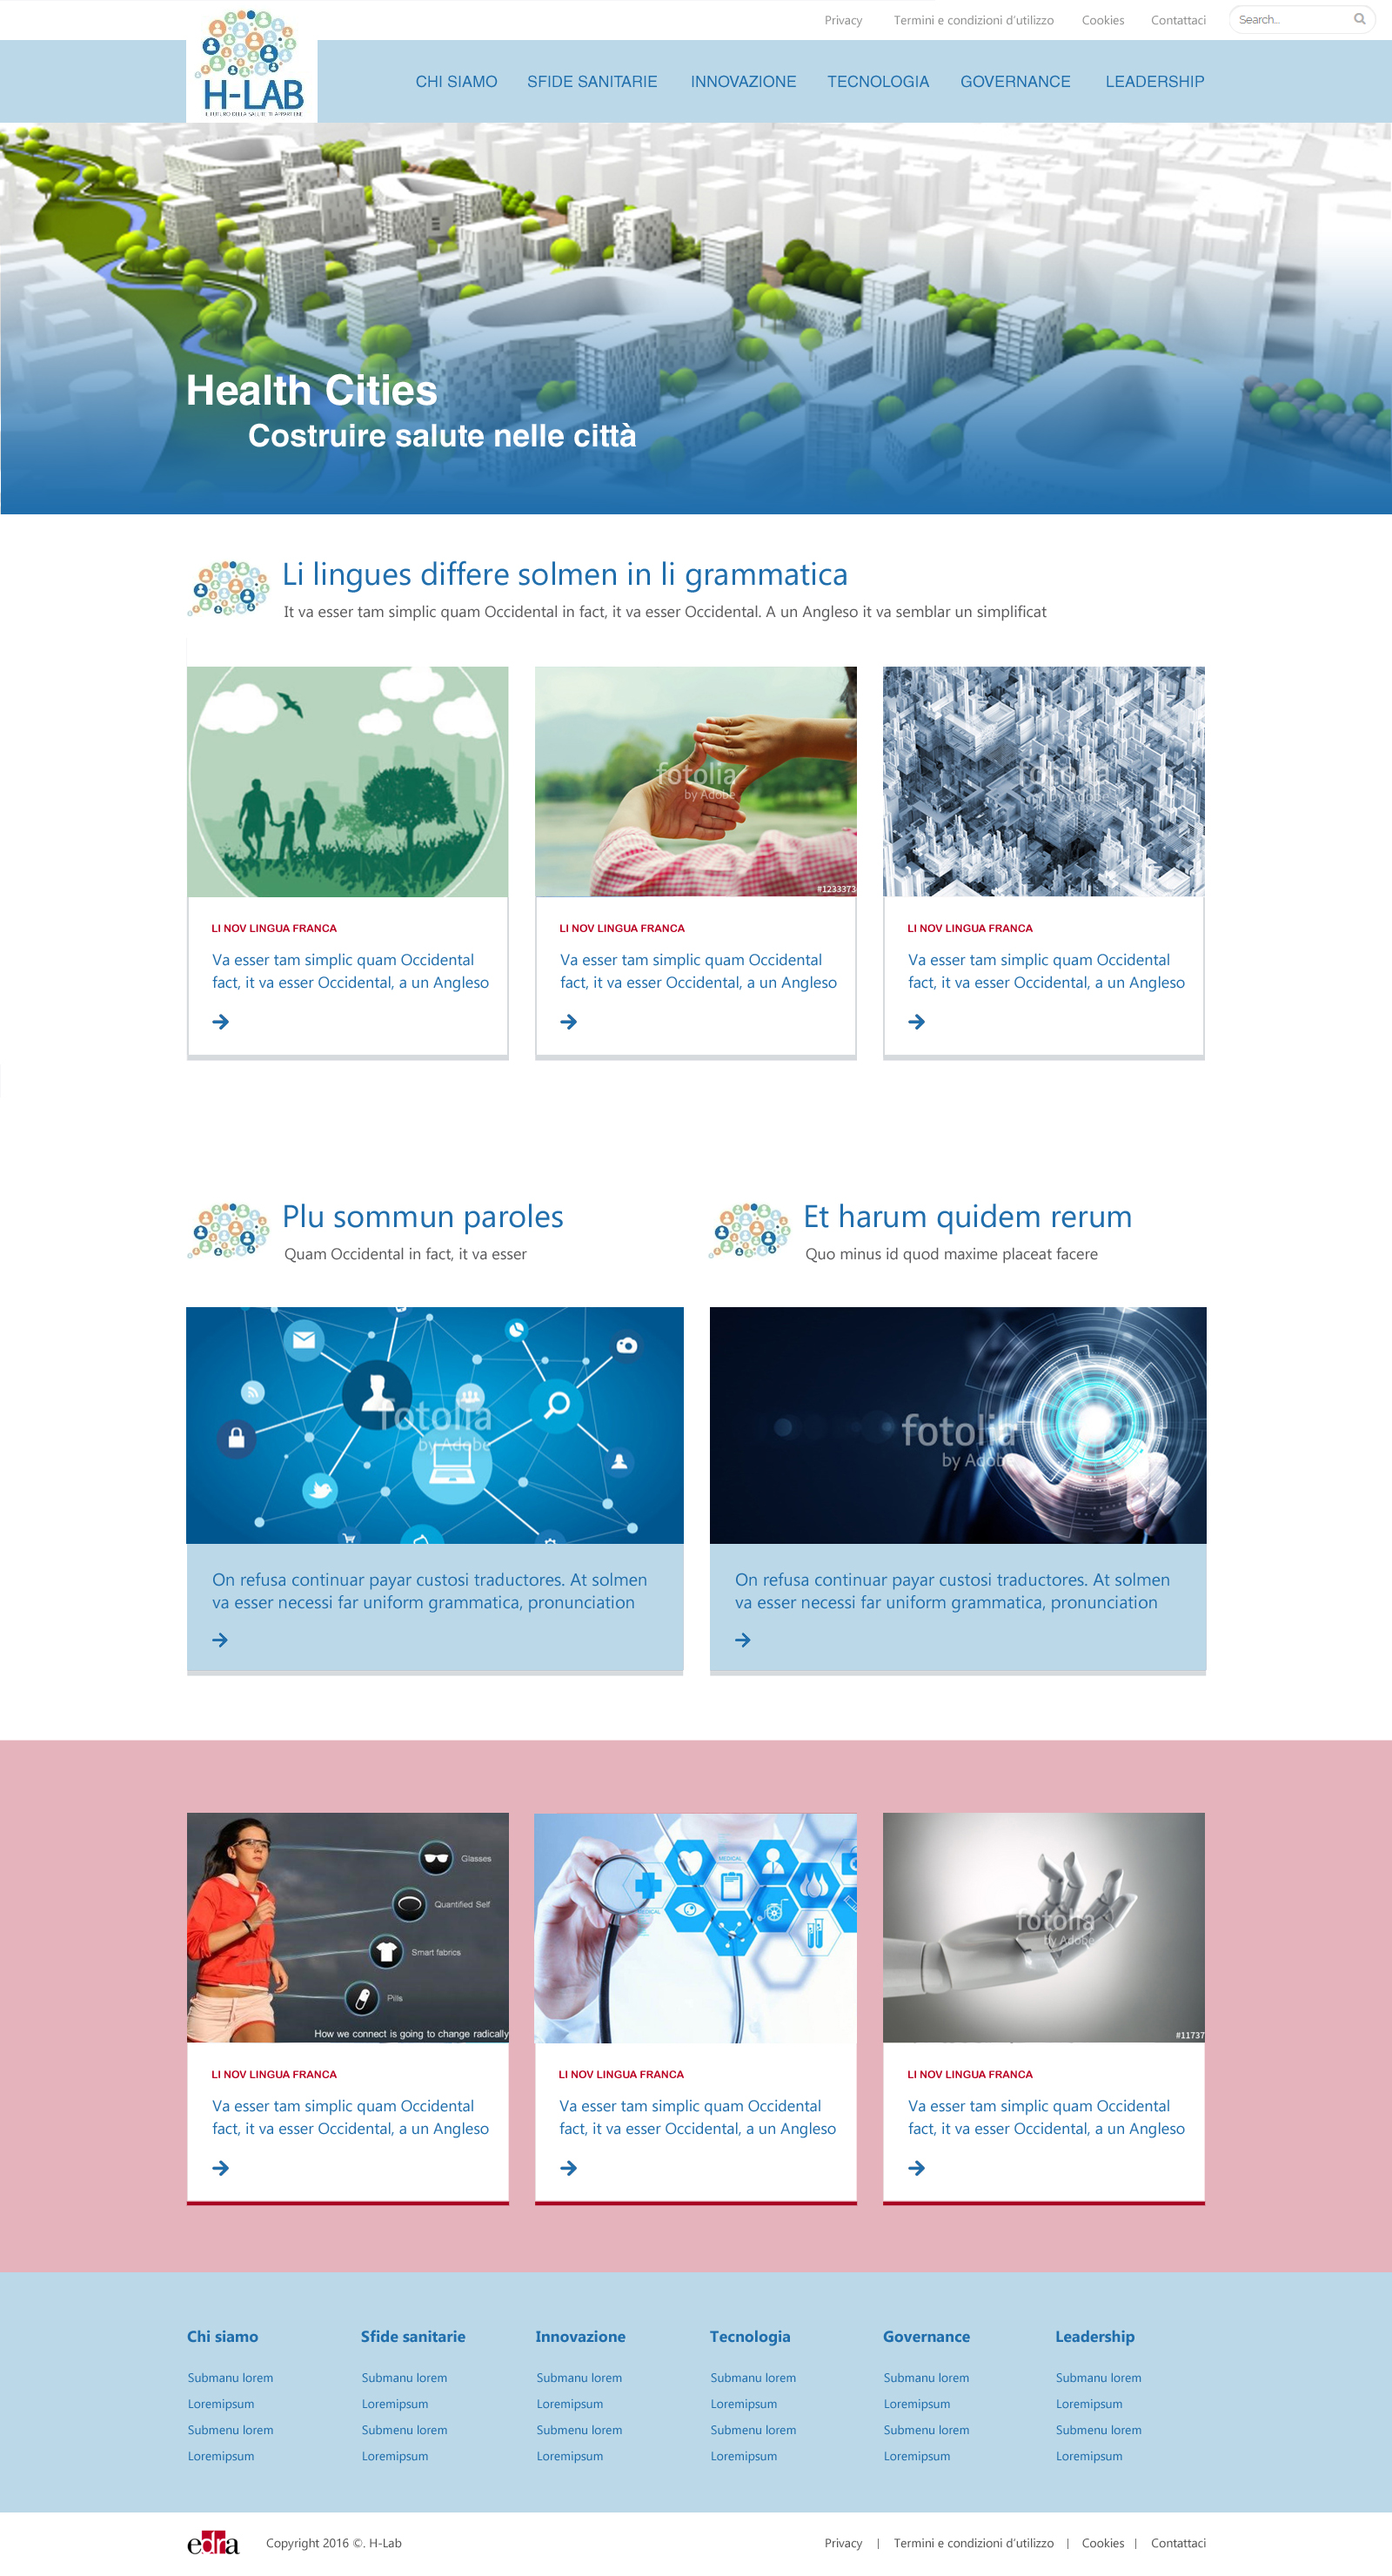 Privacy Termini e condizioni d'utilizzo Cookies Contattaci Search...
H-LAB
IL FUTURO DELLA SALUTE TI APPARTIENE
CHI SIAMO SFIDE SANITARIE INNOVAZIONE TECNOLOGIA GOVERNANCE LEADERSHIP
Health Cities
Costruire salute nelle città
Li lingues differe solmen in li grammatica
It va esser tam simplic quam Occidental in fact, it va esser Occidental. A un Angleso it va semblar un simplificat
fotolia
by Adobe
#1233373
fotolia
by Adobe
LI NOV LINGUA FRANCA
Va esser tam simplic quam Occidental
fact, it va esser Occidental, a un Angleso
LI NOV LINGUA FRANCA
Va esser tam simplic quam Occidental
fact, it va esser Occidental, a un Angleso
LI NOV LINGUA FRANCA
Va esser tam simplic quam Occidental
fact, it va esser Occidental, a un Angleso
Plu sommun paroles
Quam Occidental in fact, it va esser
Et harum quidem rerum
Quo minus id quod maxime placeat facere
fotolia
by Adobe
fotolia
by Adobe
On refusa continuar payar custosi traductores. At solmen
va esser necessi far uniform grammatica, pronunciation
On refusa continuar payar custosi traductores. At solmen
va esser necessi far uniform grammatica, pronunciation
Glasses
Quantified Self
Smart fabrics
Pills
How we connect is going to change radically
MEDICAL
MEDICAL
fotolia
by Adobe
#11737
LI NOV LINGUA FRANCA
Va esser tam simplic quam Occidental
fact, it va esser Occidental, a un Angleso
LI NOV LINGUA FRANCA
Va esser tam simplic quam Occidental
fact, it va esser Occidental, a un Angleso
LI NOV LINGUA FRANCA
Va esser tam simplic quam Occidental
fact, it va esser Occidental, a un Angleso
Chi siamo Sfide sanitarie Innovazione Tecnologia Governance Leadership
Submanu lorem Submanu lorem Submanu lorem Submanu lorem Submanu lorem Submanu lorem
Loremipsum Loremipsum Loremipsum Loremipsum Loremipsum Loremipsum
Submenu lorem Submenu lorem Submenu lorem Submenu lorem Submenu lorem Submenu lorem
Loremipsum Loremipsum Loremipsum Loremipsum Loremipsum Loremipsum
edra Copyright 2016 ©. H-Lab Privacy | Termini e condizioni d'utilizzo | Cookies | Contattaci